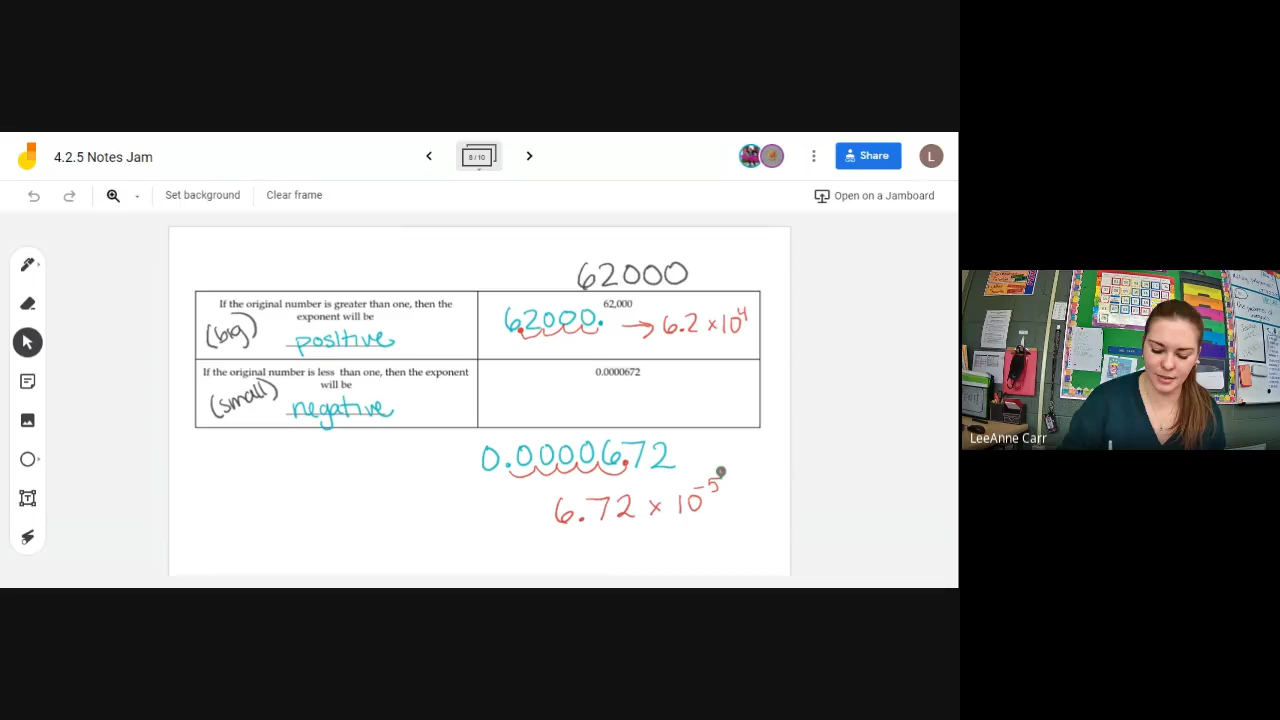 4.2.5 Notes Jam
8 / 10
Share
L
Set background
Clear frame
Open on a Jamboard
62000
If the original number is greater than one, then the
exponent will be
(big)
positive
62,000
62000. → 6.2 × 10⁴
If the original number is less than one, then the exponent
will be
(small)
negative
0.0000672
0.00006.72
6.72 × 10⁻⁵
LeeAnne Carr